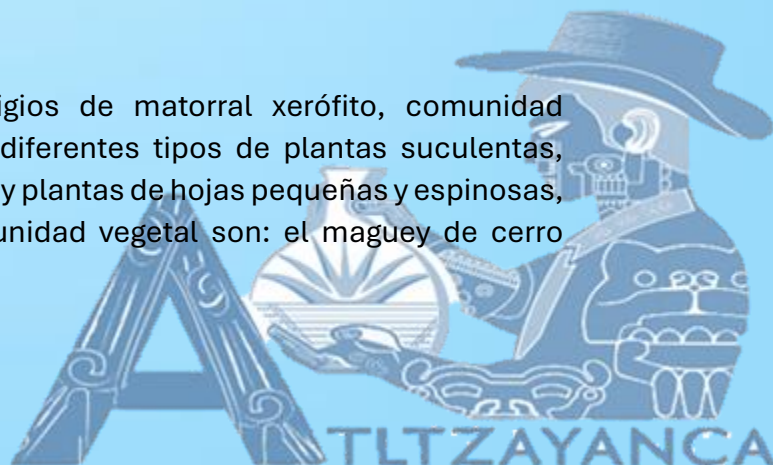 igios de matorral xerófito, comunidad
diferentes tipos de plantas suculentas,
y plantas de hojas pequeñas y espinosas,
unidad vegetal son: el maguey de cerro
ATLTZAYANCA